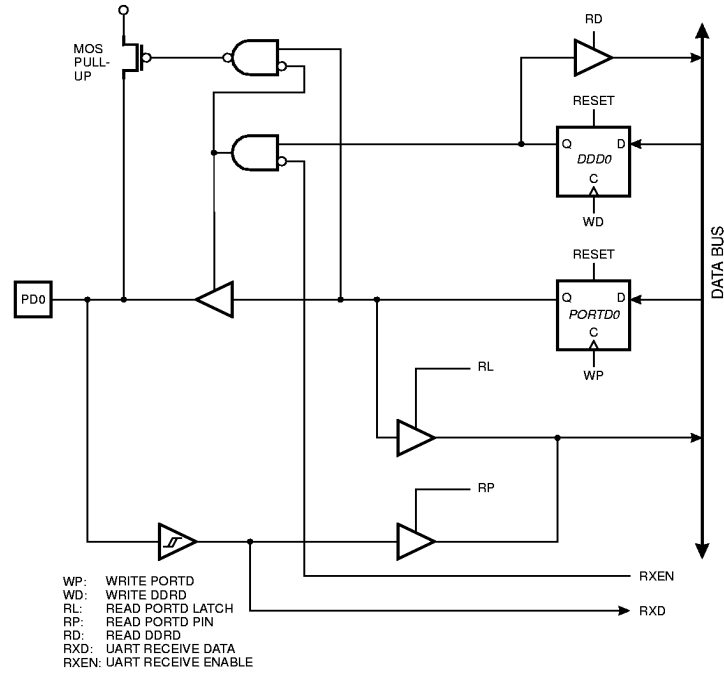 RD
MOS
PULL-
UP
RESET
Q
D
DDD0
C
WD
DATA BUS
RESET
PD0
Q
D
PORTD0
C
WP
RL
RP
RXEN
WP: WRITE PORTD
WD: WRITE DDRD
RL: READ PORTD LATCH
RP: READ PORTD PIN
RD: READ DDRD
RXD: UART RECEIVE DATA
RXEN: UART RECEIVE ENABLE
RXD